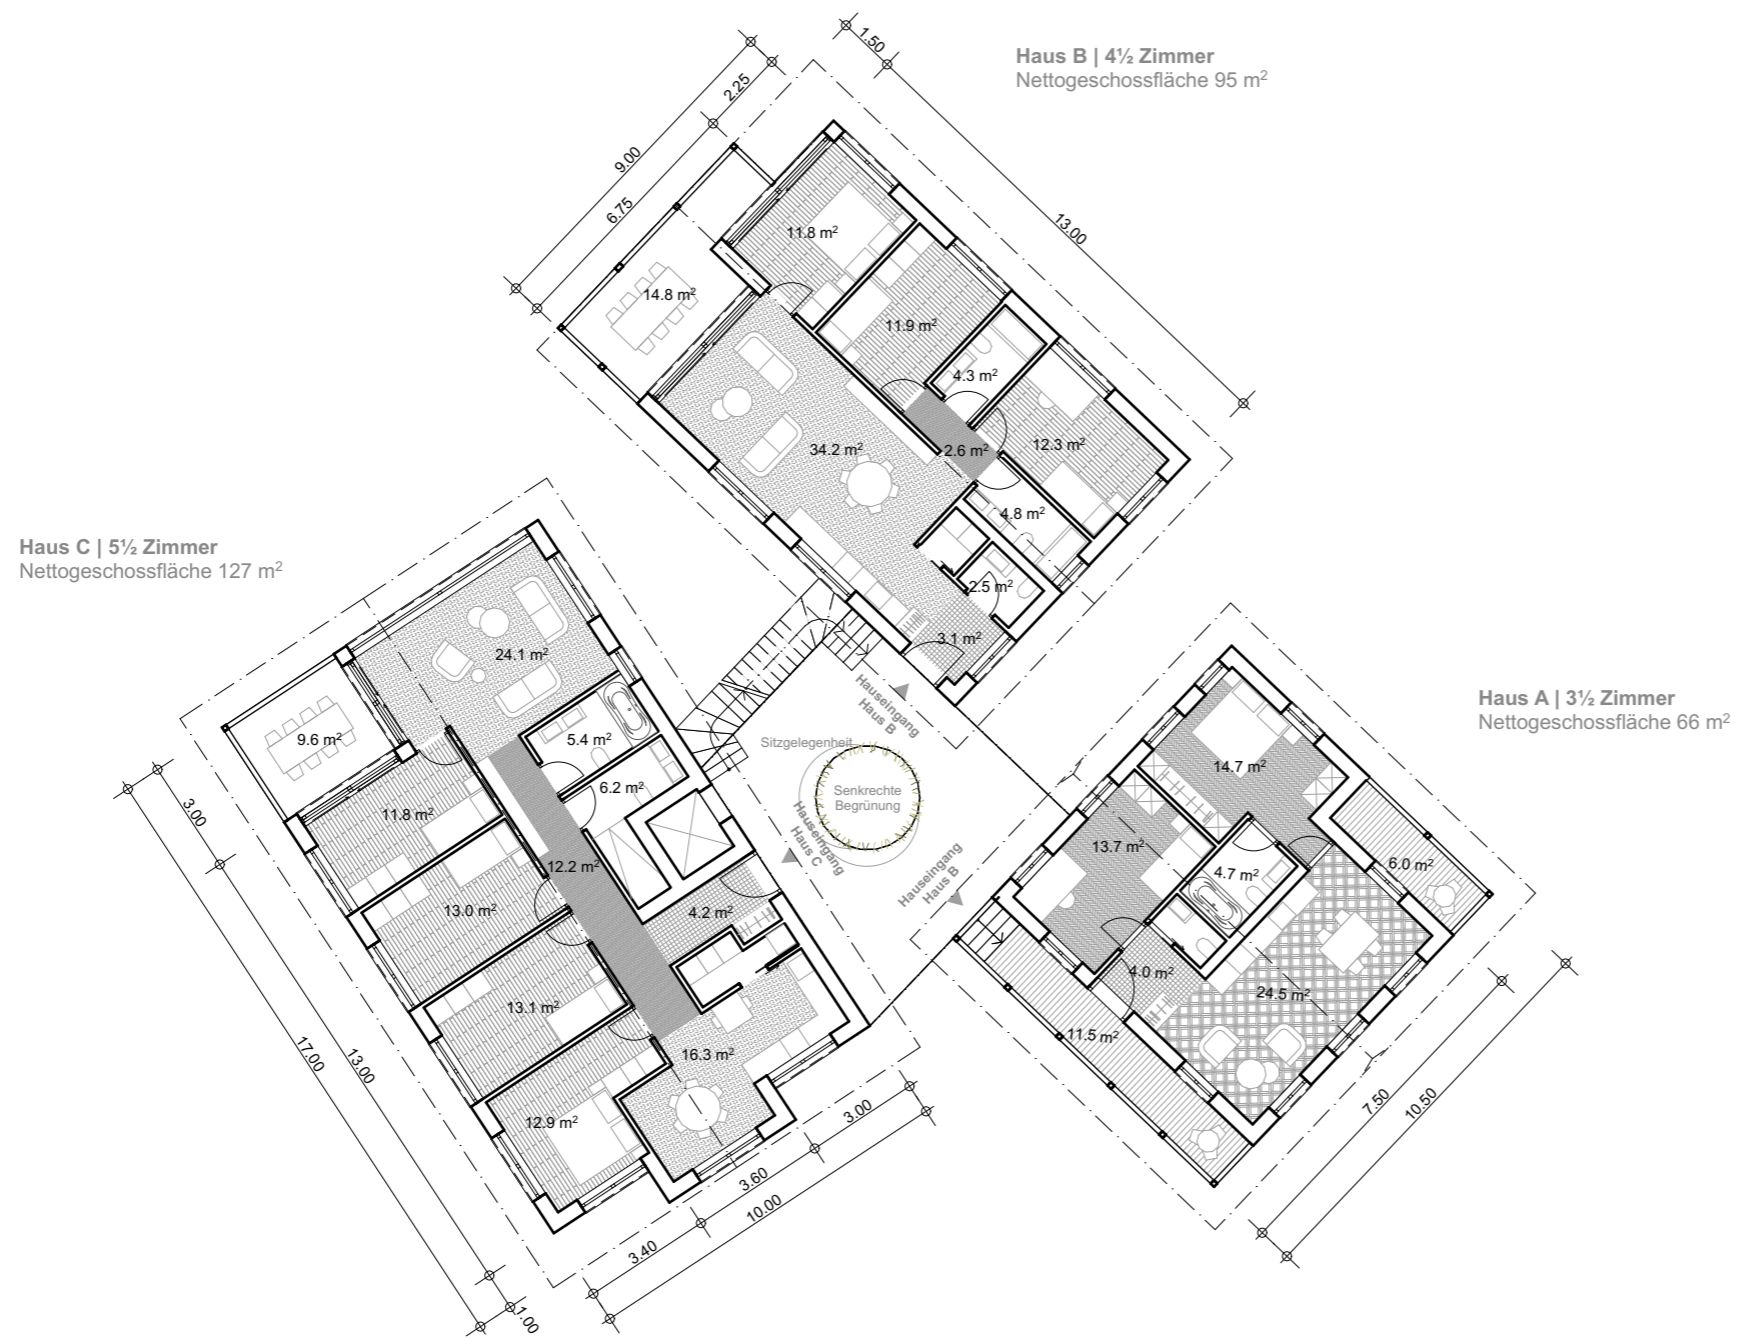 Haus B | 4½ Zimmer
Nettogeschossfläche 95 m²
1.50
2.25
9.00
6.75
13.00
11.8 m²
14.8 m²
11.9 m²
4.3 m²
34.2 m²
2.6 m²
12.3 m²
4.8 m²
2.5 m²
3.1 m²
Haus C | 5½ Zimmer
Nettogeschossfläche 127 m²
24.1 m²
9.6 m²
5.4 m²
6.2 m²
11.8 m²
12.2 m²
13.0 m²
4.2 m²
13.1 m²
16.3 m²
12.9 m²
3.00
13.00
17.00
1.00
3.00
3.60
10.00
3.40
Hauseingang
Haus B
Sitzgelegenheit
Senkrechte
Begrünung
Hauseingang
Haus C
Hauseingang
Haus B
Haus A | 3½ Zimmer
Nettogeschossfläche 66 m²
14.7 m²
13.7 m²
4.7 m²
6.0 m²
4.0 m²
24.5 m²
11.5 m²
7.50
10.50